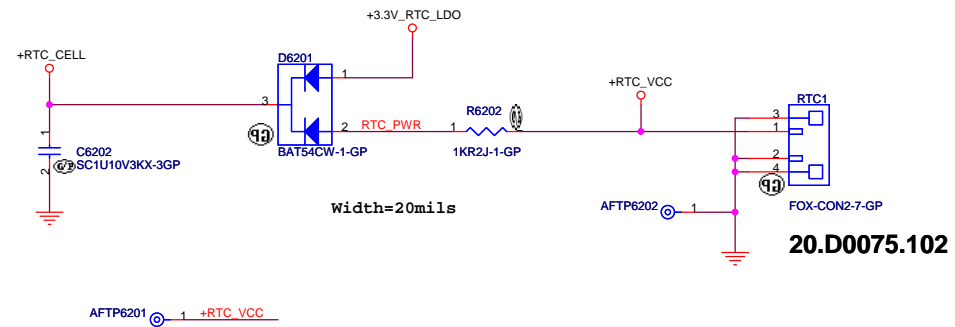 +3.3V_RTC_LDO
+RTC_CELL
D6201
1
+RTC_VCC
RTC1
3
R6202
3
1
2
RTC_PWR
1
2
1
C6202
SC1U10V3KX-3GP
2
GP
BAT54CW-1-GP
1KR2J-1-GP
4
GP
Width=20mils
AFTP6202
1
FOX-CON2-7-GP
20.D0075.102
AFTP6201
1
+RTC_VCC